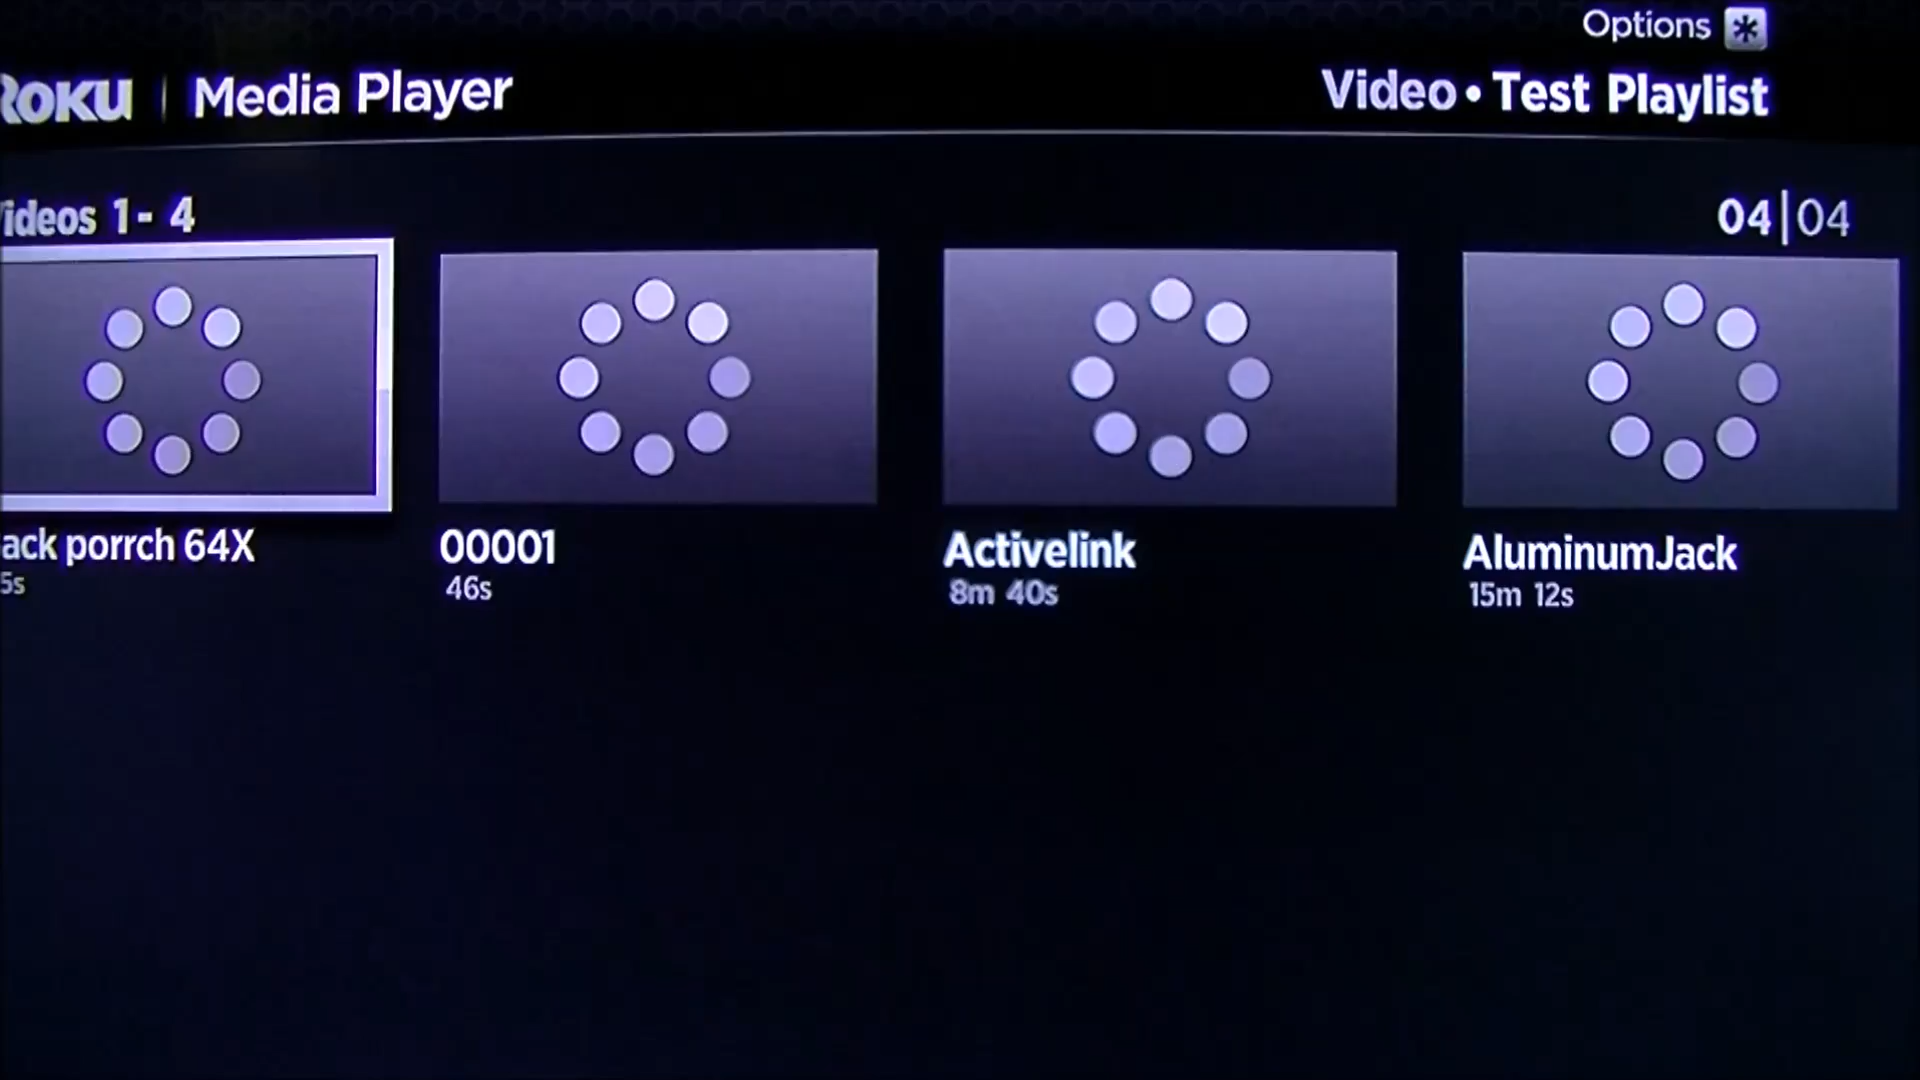 Options *
ROKU | Media Player
Video • Test Playlist
Videos 1 - 4
04|04
ack porrch 64X
5s
00001
46s
Activelink
8m 40s
AluminumJack
15m 12s